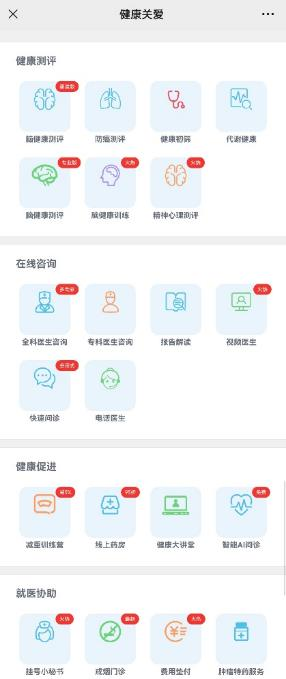 健康关爱
健康测评
脑健康测评
防癌测评
健康初筛
代谢健康
专业版
火热
火热
脑健康测评
脑健康训练
精神心理测评
在线咨询
火热
全科医生咨询
专科医生咨询
报告解读
视频医生
快速问诊
电话医生
健康促进
免费
减重训练营
线上药房
健康大讲堂
智能AI问诊
就医协助
火热
火热
挂号小秘书
戒烟门诊
费用垫付
肿瘤特药服务